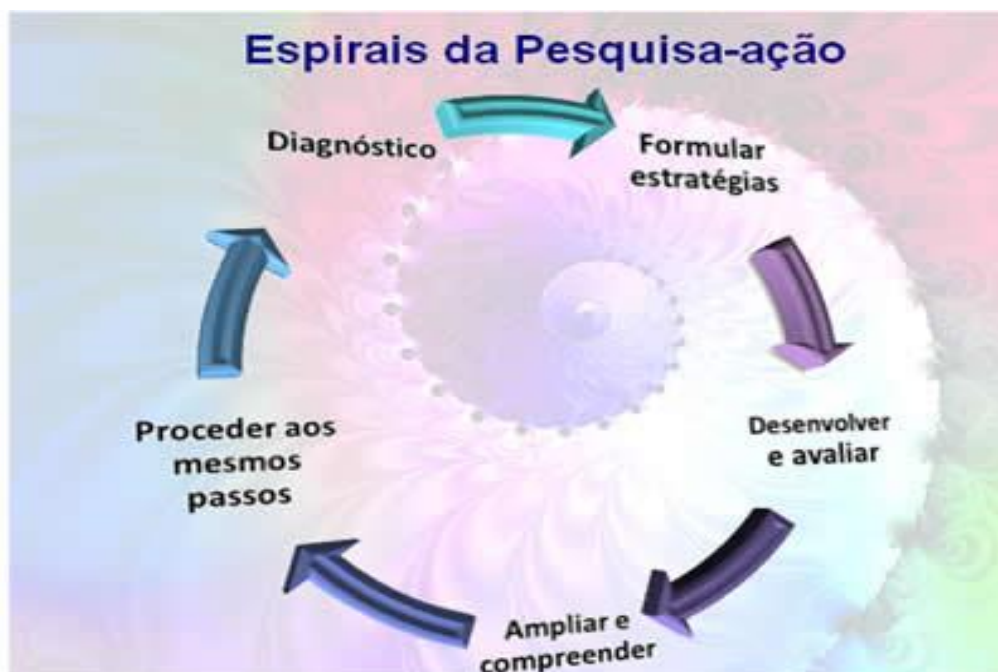 Espirais da Pesquisa-ação
Diagnóstico
Formular
estratégias
Desenvolver
e avaliar
Ampliar e
compreender
Proceder aos
mesmos
passos